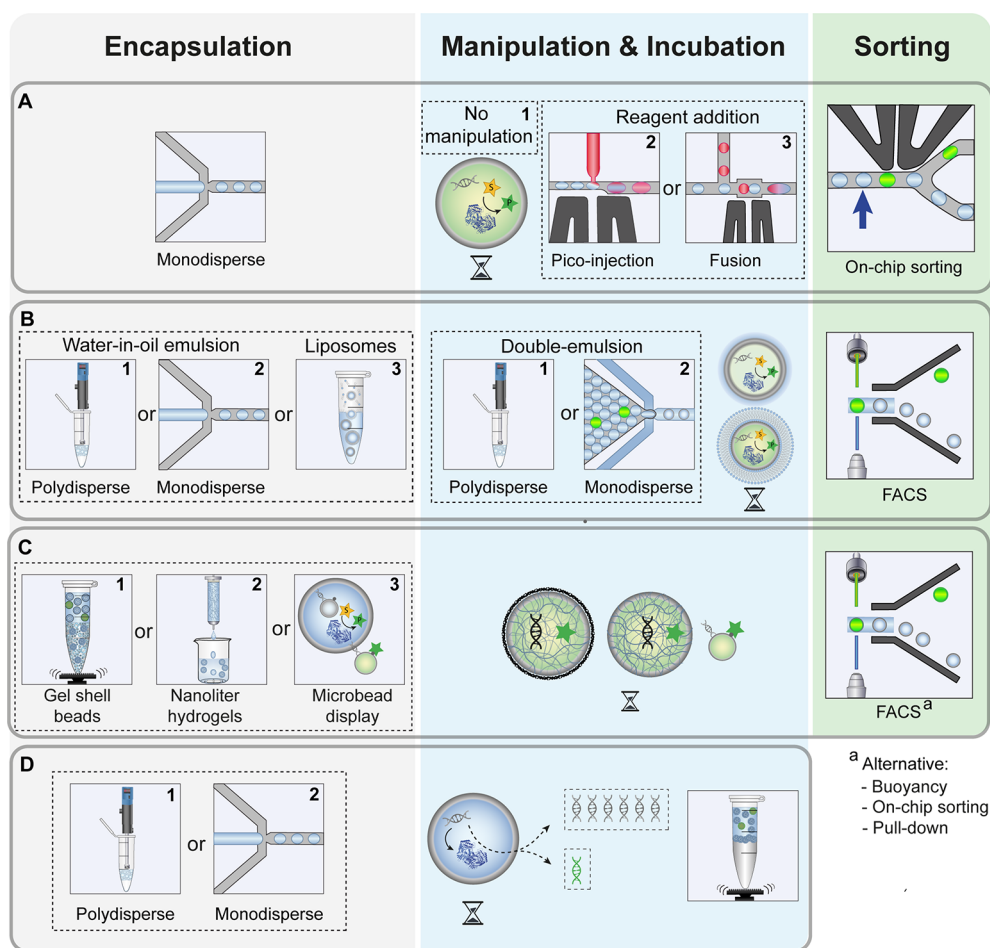 Encapsulation
Manipulation & Incubation
Sorting
A
Monodisperse
No
manipulation
1
Reagent addition
2
or
3
S
P
Pico-injection
Fusion
On-chip sorting
B
Water-in-oil emulsion
Liposomes
1
or
2
or
3
Polydisperse
Monodisperse
Double-emulsion
1
or
2
Polydisperse
Monodisperse
S
P
S
P
FACS
C
1
or
2
or
3
S
P
Gel shell
beads
Nanoliter
hydrogels
Microbead
display
FACS a
D
1
or
2
Polydisperse
Monodisperse
a Alternative:
- Buoyancy
- On-chip sorting
- Pull-down